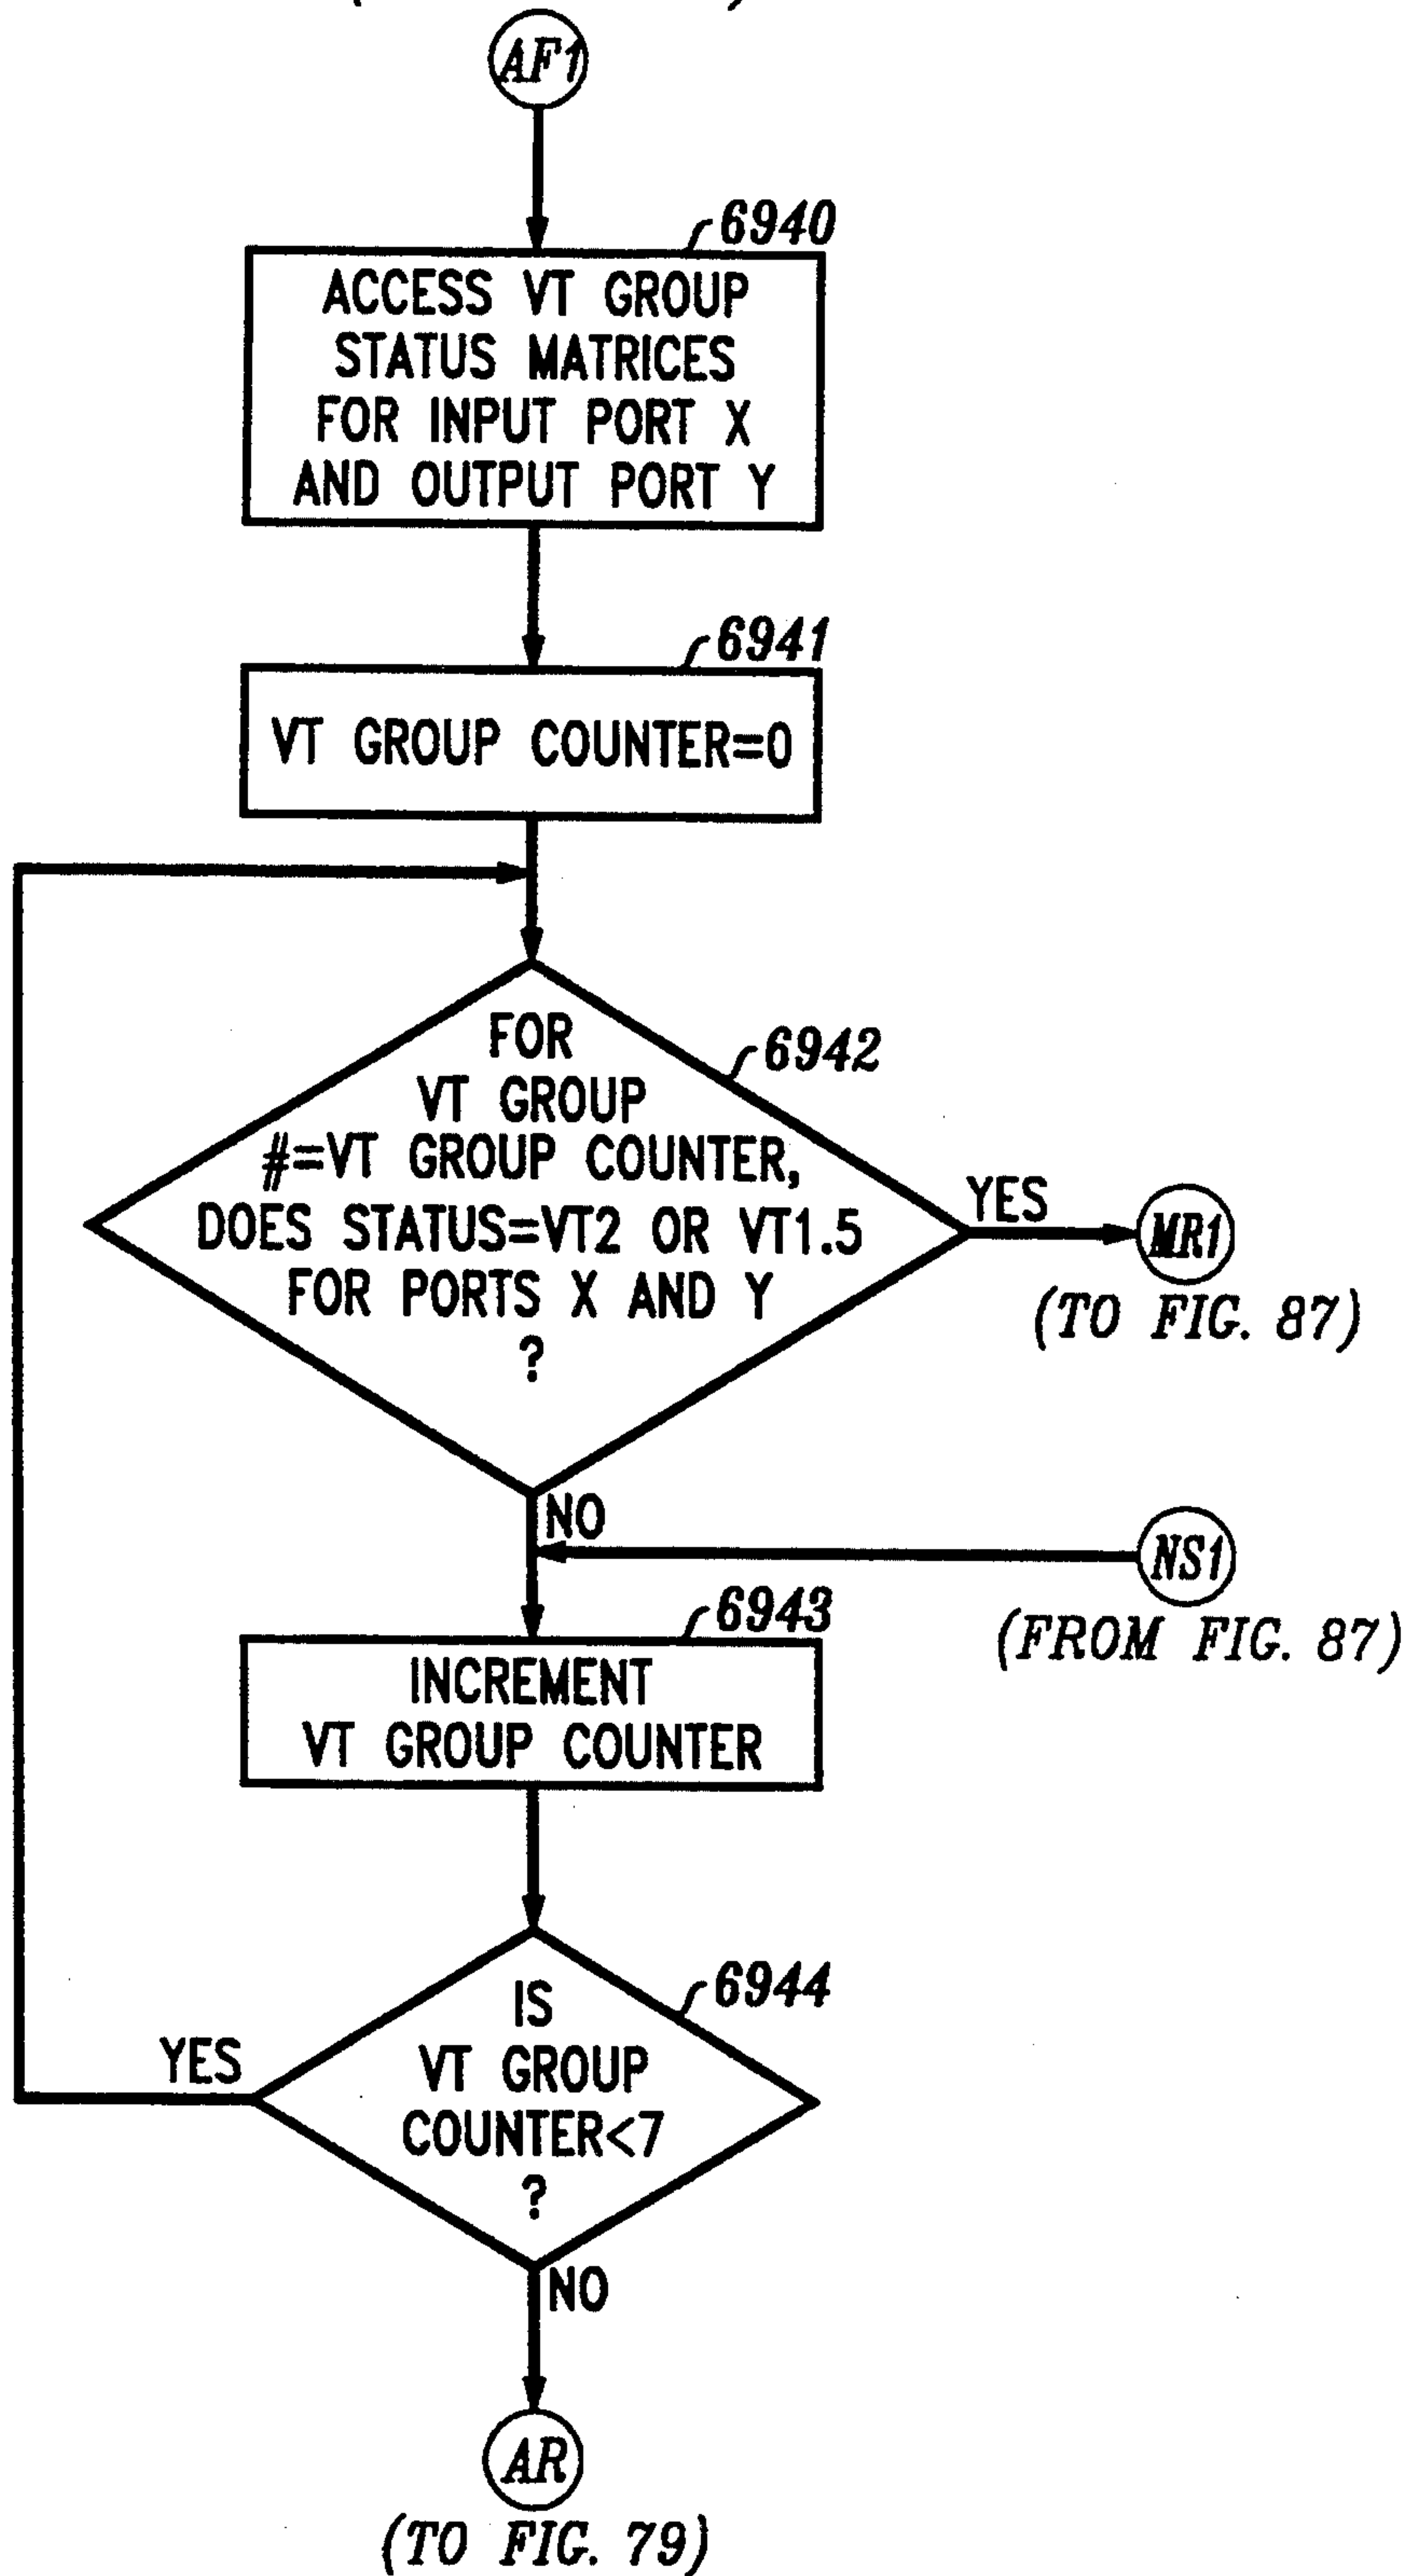 AF1
6940
ACCESS VT GROUP
STATUS MATRICES
FOR INPUT PORT X
AND OUTPUT PORT Y
6941
VT GROUP COUNTER=0
FOR
VT GROUP
#=VT GROUP COUNTER,
DOES STATUS=VT2 OR VT1.5
FOR PORTS X AND Y
?
6942
YES
MR1
(TO FIG. 87)
NO
NS1
(FROM FIG. 87)
6943
INCREMENT
VT GROUP COUNTER
6944
IS
VT GROUP
COUNTER<7
?
YES
NO
AR
(TO FIG. 79)